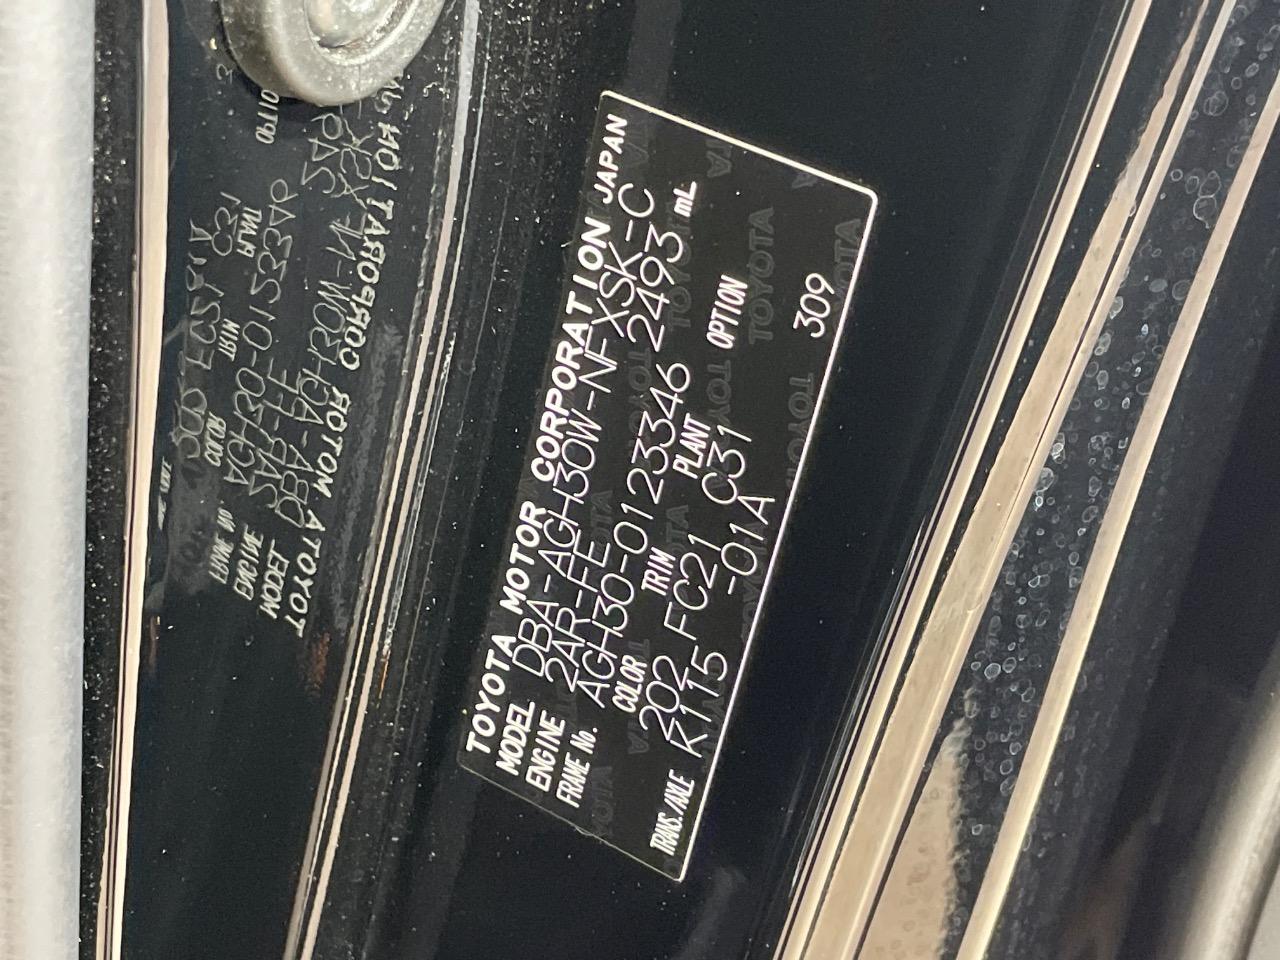 TOYOTA MOTOR CORPORATION JAPAN
MODEL DBA-AGH30W-NFXSK-C
ENGINE 2AR-FE 2493 mL
FRAME No. AGH30-0123346
COLOR TRIM PLANT OPTION
202 FC21 C31
TRANS./AXLE K115 -01A 309